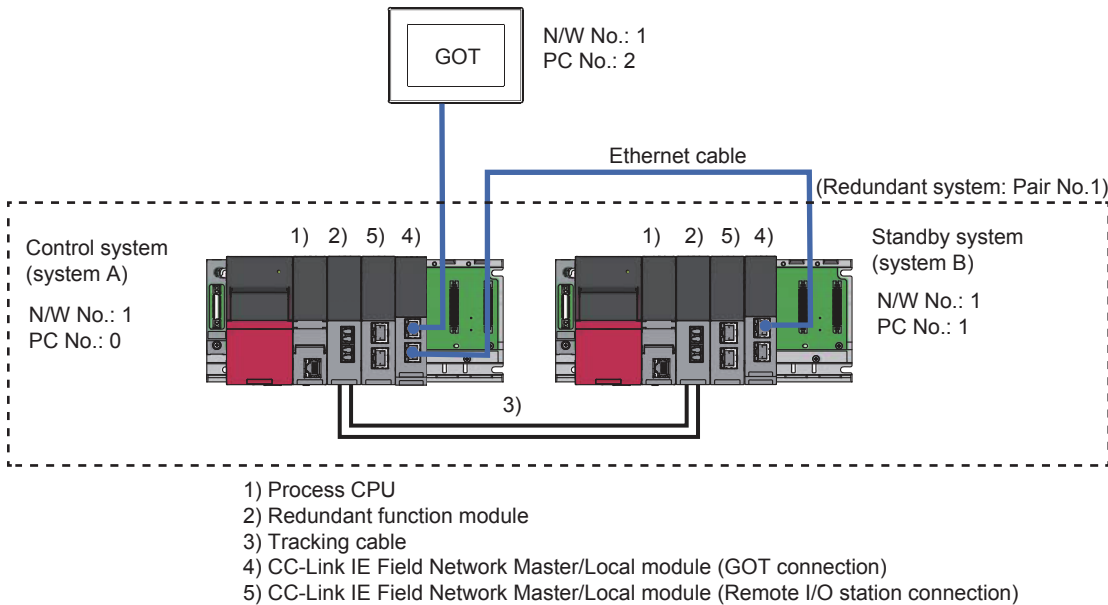 GOT
N/W No.: 1
PC No.: 2
Ethernet cable
(Redundant system: Pair No.1)
Control system
(system A)
N/W No.: 1
PC No.: 0
1) 2) 5) 4)
1) 2) 5) 4)
Standby system
(system B)
N/W No.: 1
PC No.: 1
3)
1) Process CPU
2) Redundant function module
3) Tracking cable
4) CC-Link IE Field Network Master/Local module (GOT connection)
5) CC-Link IE Field Network Master/Local module (Remote I/O station connection)